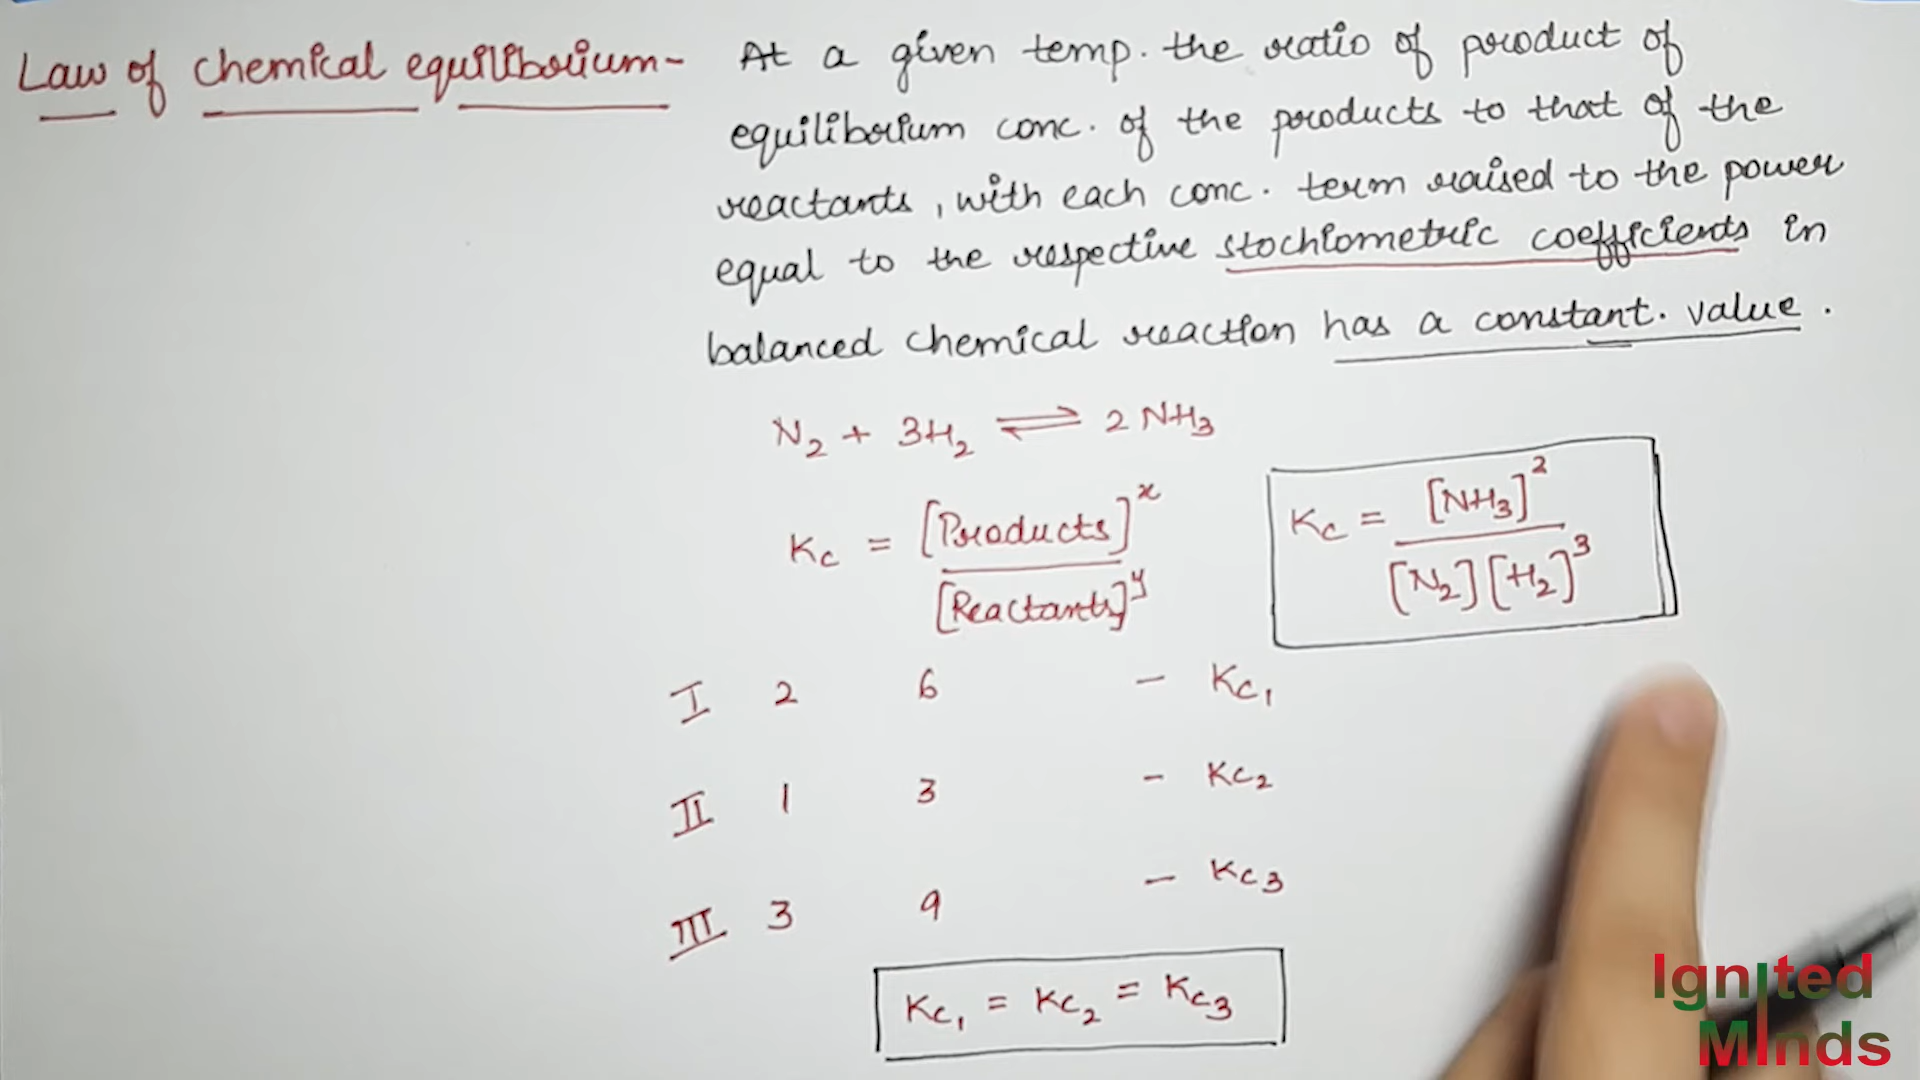 Law of chemical equilibrium- At a given temp. the ratio of product of
equilibrium conc. of the products to that of the
reactants, with each conc. term raised to the power
equal to the respective stochiometric coefficients in
balanced chemical reaction has a constant. value.
N₂ + 3H₂ ⇌ 2NH₃
Kc = [Products]ˣ / [Reactants]ʸ
Kc = [NH₃]² / [N₂][H₂]³
I 2 6 - Kc₁
II 1 3 - Kc₂
III 3 9 - Kc₃
Kc₁ = Kc₂ = Kc₃
Ignited
Minds